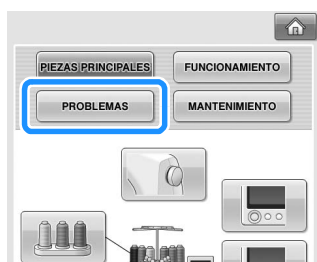 PIEZAS PRINCIPALES
FUNCIONAMIENTO
PROBLEMAS
MANTENIMIENTO